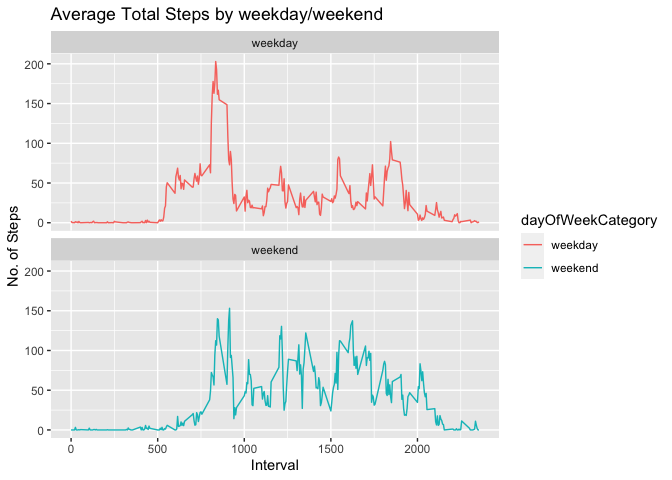 Average Total Steps by weekday/weekend
weekday
200
150
100
50
0
weekend
200
150
100
50
0
0 500 1000 1500 2000
Interval
No. of Steps
dayOfWeekCategory
weekday
weekend